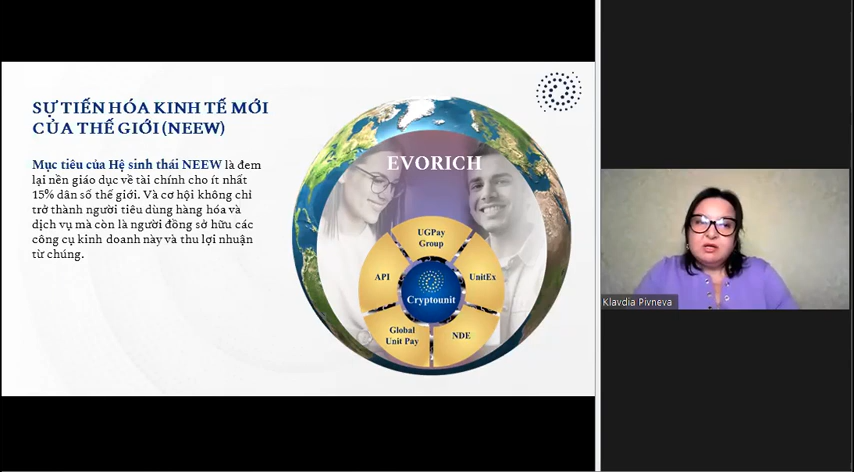 SỰ TIẾN HÓA KINH TẾ MỚI
CỦA THẾ GIỚI (NEEW)
Mục tiêu của Hệ sinh thái NEEW là đem
lại nền giáo dục về tài chính cho ít nhất
15% dân số thế giới. Và cơ hội không chỉ
trở thành người tiêu dùng hàng hóa và
dịch vụ mà còn là người đồng sở hữu các
công cụ kinh doanh này và thu lợi nhuận
từ chúng.
EVORICH
UGPay
Group
API
UnitEx
Cryptounit
Global
Unit Pay
NDE
Klavdia Pivneva